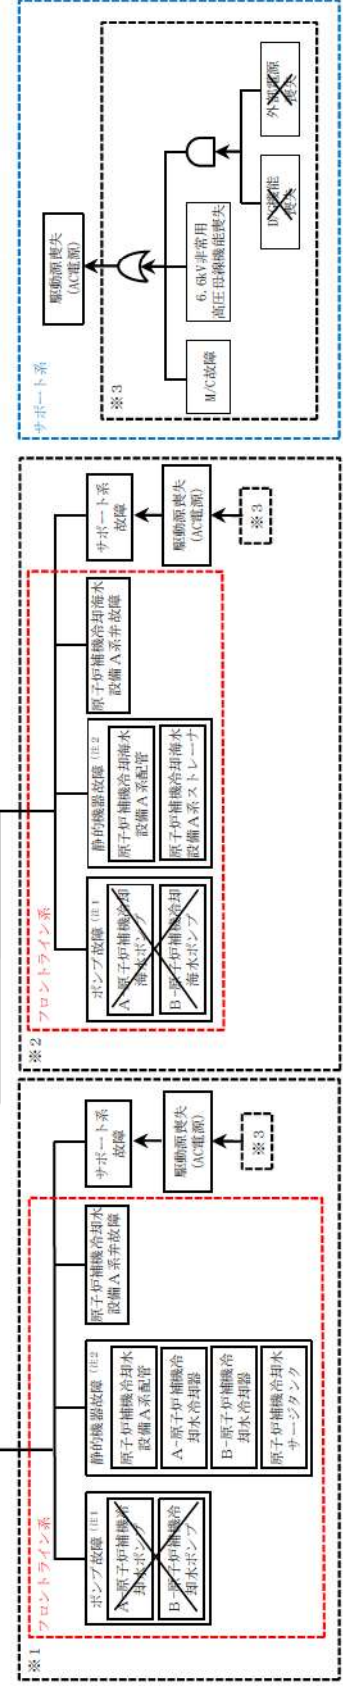 ※1
フロントライン系
ポンプ故障(注1
A-原子炉補機冷
却水ポンプ
B-原子炉補機冷
却水ポンプ
静的機器故障(注2
原子炉補機冷却水
設備A系配管
A-原子炉補機冷
却水冷却器
B-原子炉補機冷
却水冷却器
原子炉補機冷却水
サージタンク
原子炉補機冷却水
設備A系弁故障
サポート系
故障
駆動源喪失
(AC電源)
※3
※2
フロントライン系
ポンプ故障(注1
A-原子炉補機冷却
海水ポンプ
B-原子炉補機冷却
海水ポンプ
静的機器故障(注2
原子炉補機冷却海水
設備A系配管
原子炉補機冷却海水
設備A系ストレーナ
原子炉補機冷却海水
設備A系弁故障
サポート系
故障
駆動源喪失
(AC電源)
※3
サポート系
駆動源喪失
(AC電源)
※3
M/C故障
6.6kV非常用
高圧母線機能喪失
D/G機能
喪失
外部電源
喪失